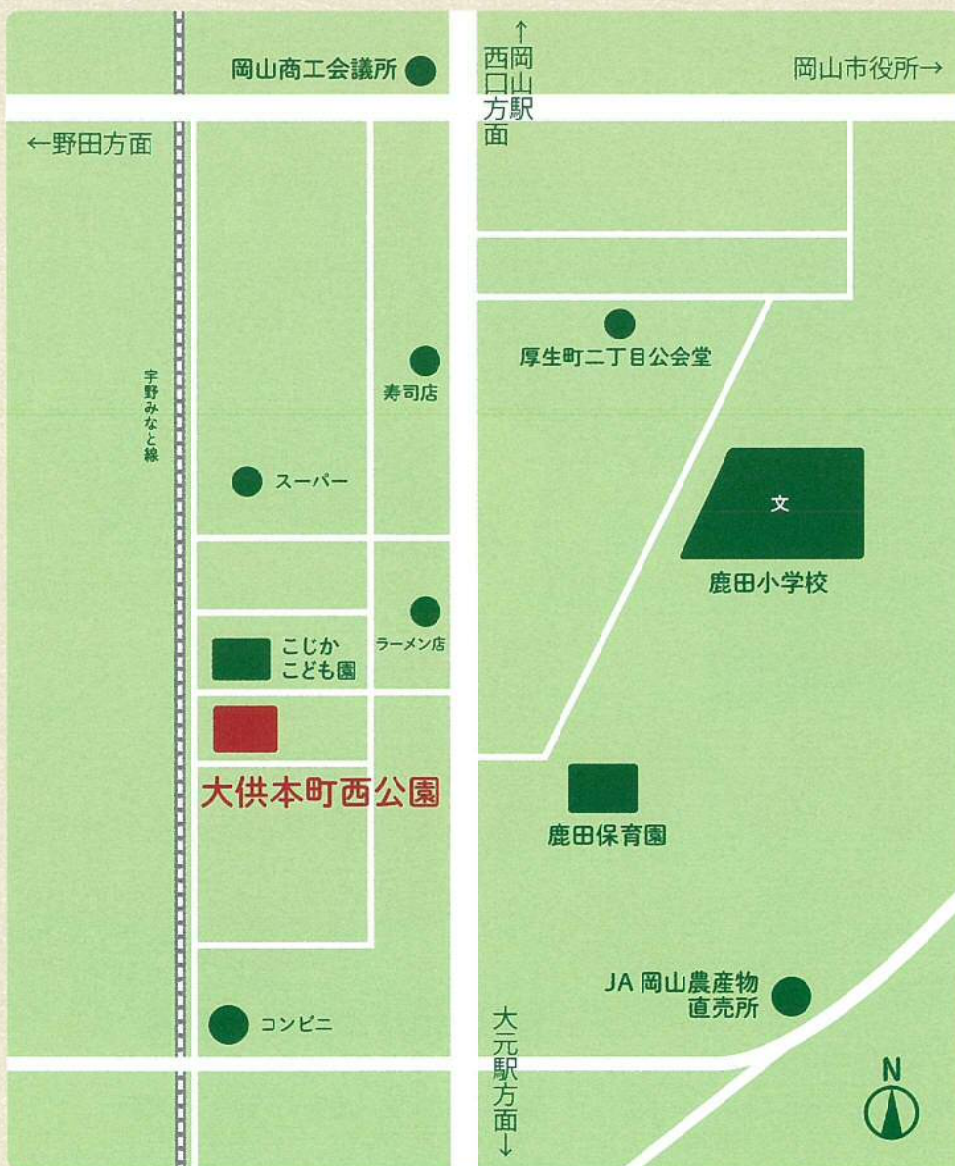 岡山商工会議所
↑岡山駅
西口方面
岡山市役所→
←野田方面
厚生町二丁目公会堂
宇野みなと線
寿司店
スーパー
文
鹿田小学校
こじか
こども園
ラーメン店
大供本町西公園
鹿田保育園
JA 岡山農産物
直売所
コンビニ
大元駅方面↓
N